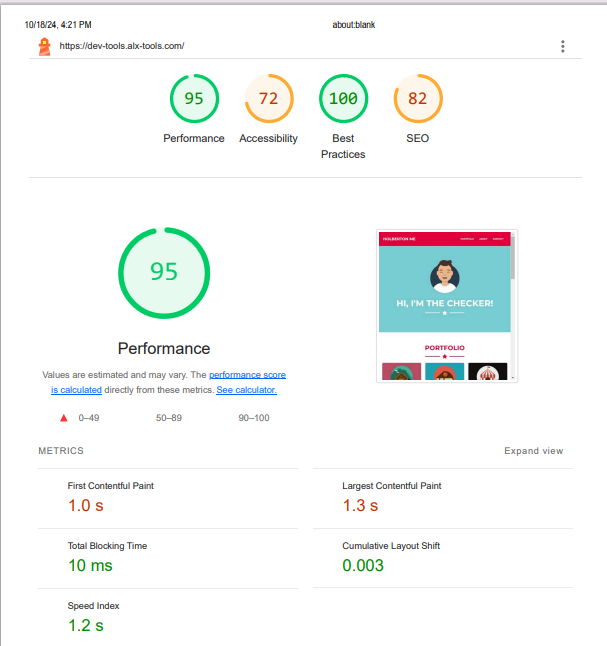 10/18/24, 4:21 PM about:blank
https://dev-tools.alx-tools.com/
95 72 100 82
Performance Accessibility Best Practices SEO
95
Performance
Values are estimated and may vary. The performance score
is calculated directly from these metrics. See calculator.
0–49 50–89 90–100
HOLBERTON ME PORTFOLIO ABOUT CONTACT
HI, I'M THE CHECKER!
PORTFOLIO
METRICS Expand view
First Contentful Paint
1.0 s
Largest Contentful Paint
1.3 s
Total Blocking Time
10 ms
Cumulative Layout Shift
0.003
Speed Index
1.2 s